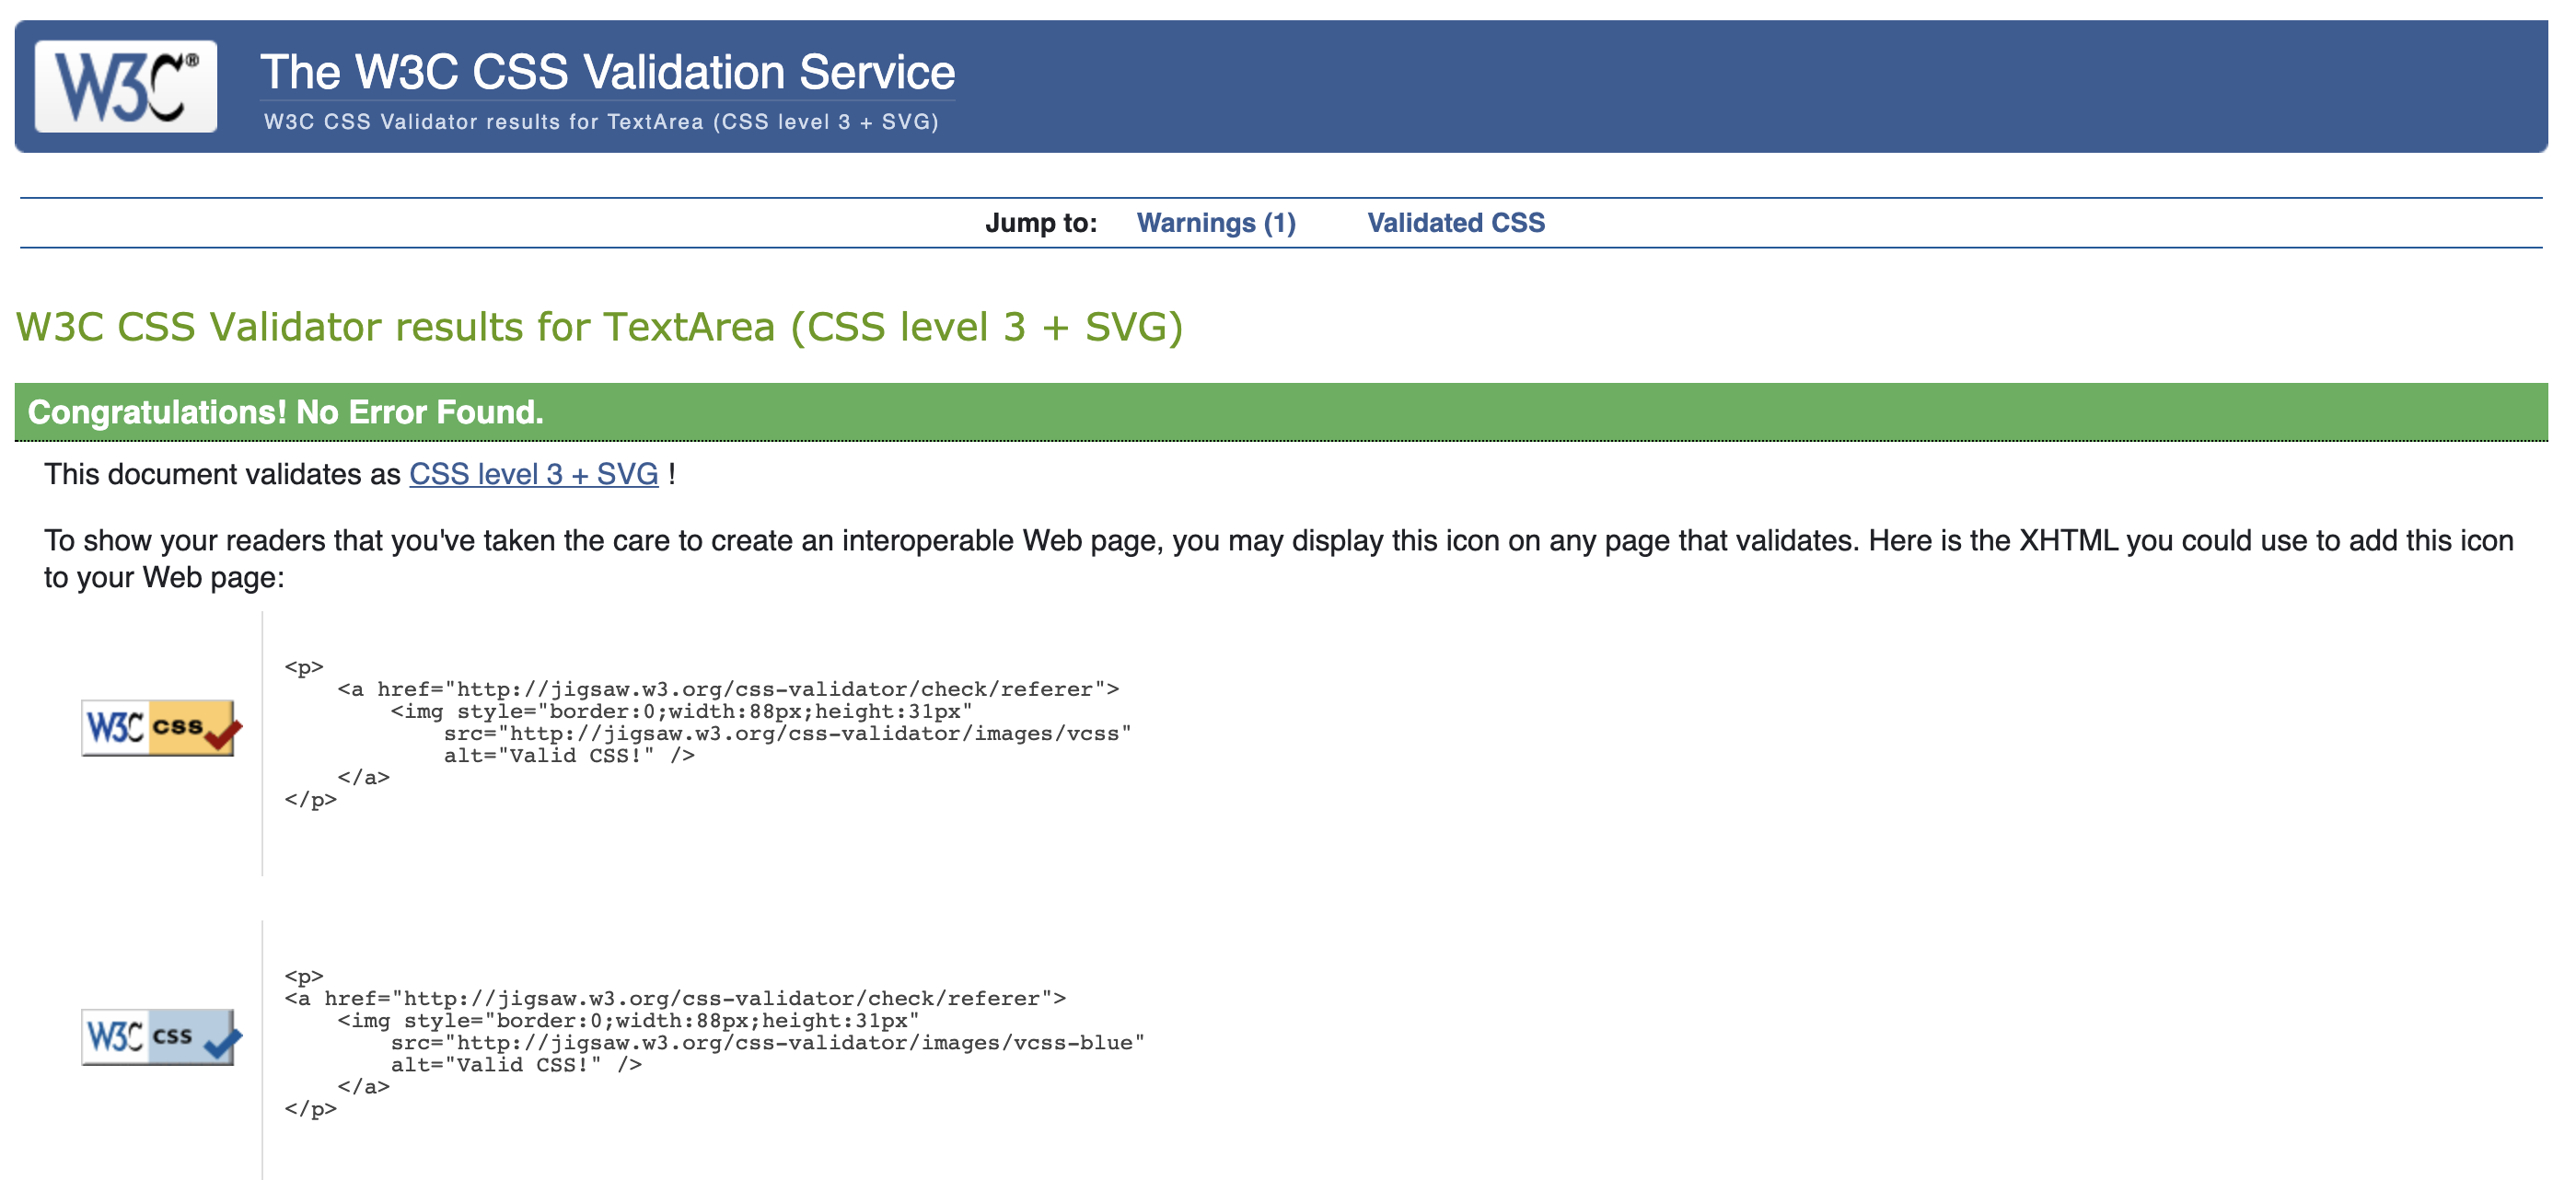 W3C®
The W3C CSS Validation Service
W3C CSS Validator results for TextArea (CSS level 3 + SVG)
Jump to: Warnings (1) Validated CSS
W3C CSS Validator results for TextArea (CSS level 3 + SVG)
Congratulations! No Error Found.
This document validates as CSS level 3 + SVG !
To show your readers that you've taken the care to create an interoperable Web page, you may display this icon on any page that validates. Here is the XHTML you could use to add this icon
to your Web page:
<p>
    <a href="http://jigsaw.w3.org/css-validator/check/referer">
        <img style="border:0;width:88px;height:31px"
            src="http://jigsaw.w3.org/css-validator/images/vcss"
            alt="Valid CSS!" />
    </a>
</p>
W3C css
<p>
<a href="http://jigsaw.w3.org/css-validator/check/referer">
    <img style="border:0;width:88px;height:31px"
        src="http://jigsaw.w3.org/css-validator/images/vcss-blue"
        alt="Valid CSS!" />
    </a>
</p>
W3C css